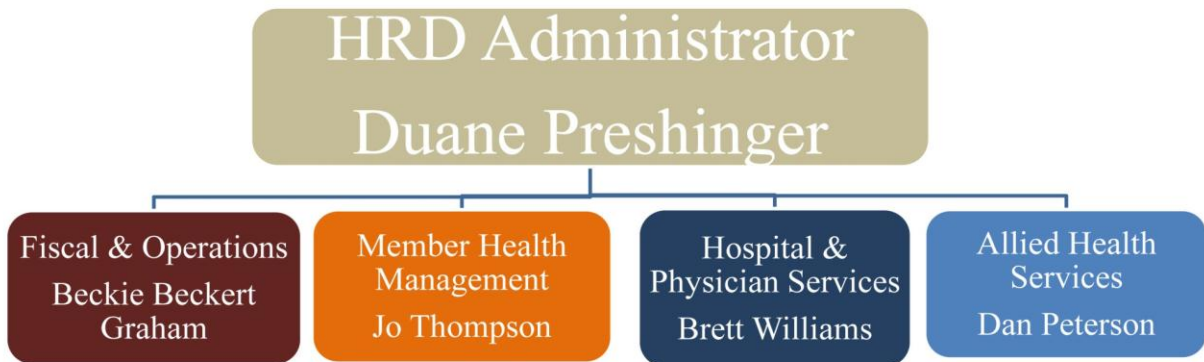 HRD Administrator
Duane Preshinger
Fiscal & Operations
Beckie Beckert
Graham
Member Health
Management
Jo Thompson
Hospital &
Physician Services
Brett Williams
Allied Health
Services
Dan Peterson